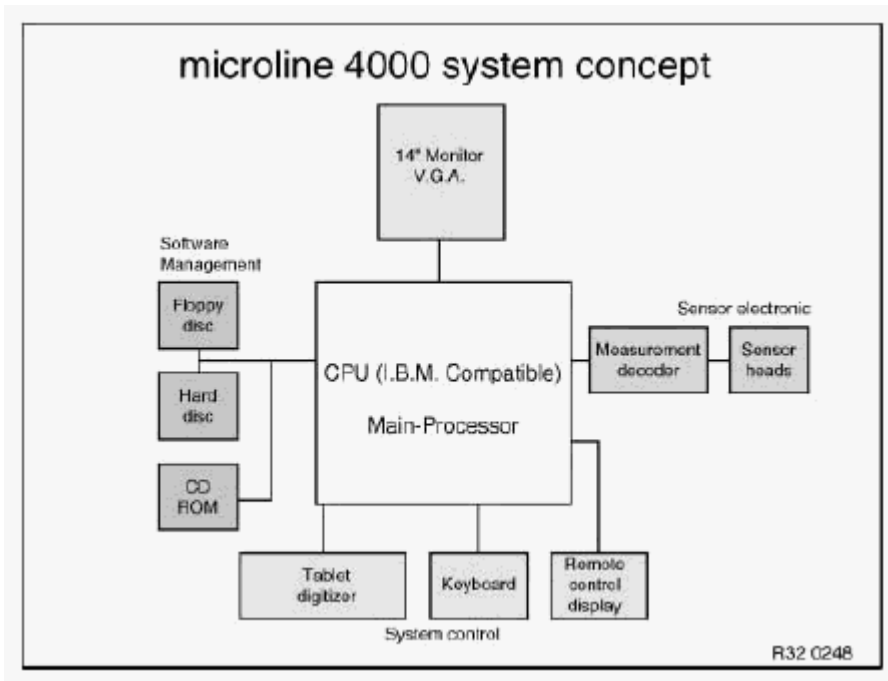 microline 4000 system concept
14" Monitor
V.G.A.
Software
Management
Floppy
disc
Sensor electronic
CPU (I.B.M. Compatible)
Main-Processor
Measurement
decoder
Sensor
heads
Hard
disc
CD
ROM
Tablet
digitizer
Keyboard
Remote
control
display
System control
R32 0248